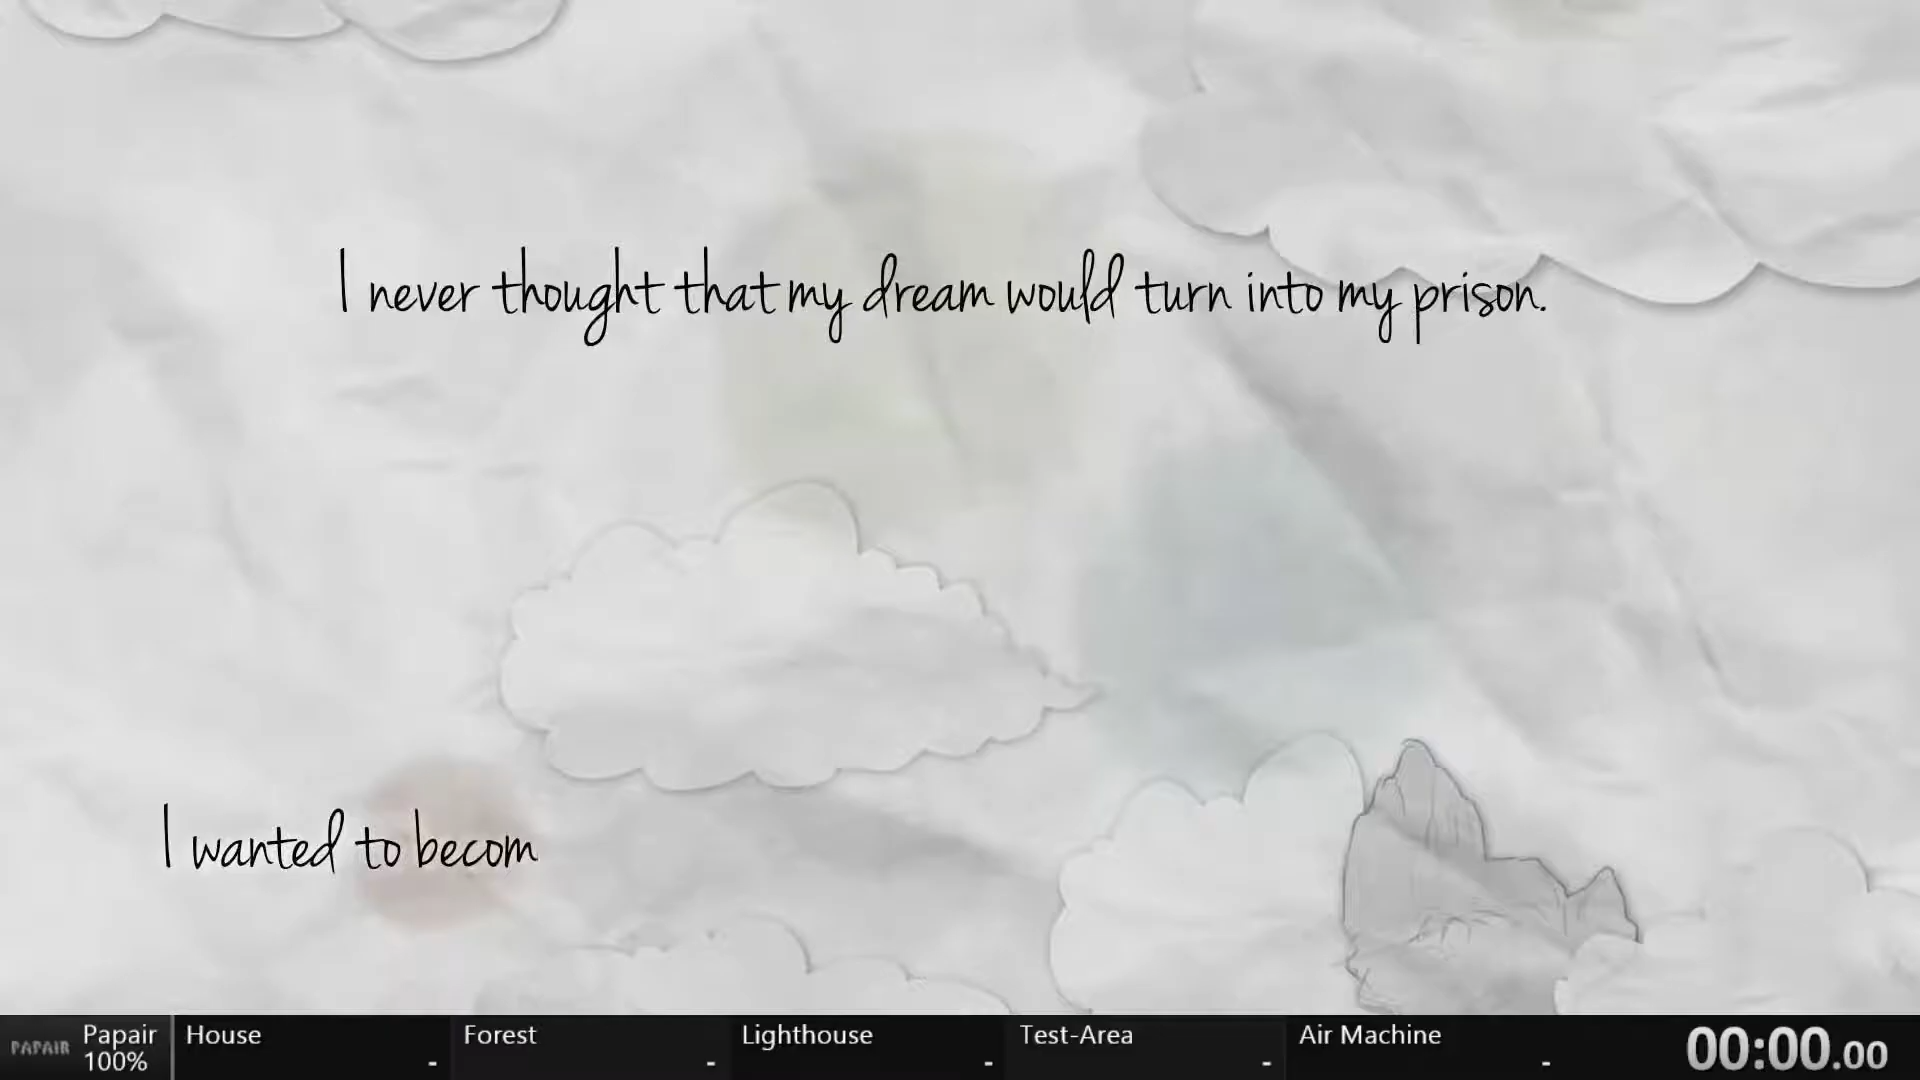 I never thought that my dream would turn into my prison.
I wanted to becom
PAPAIR
Papair
100%
House
-
Forest
-
Lighthouse
-
Test-Area
-
Air Machine
-
00:00.00